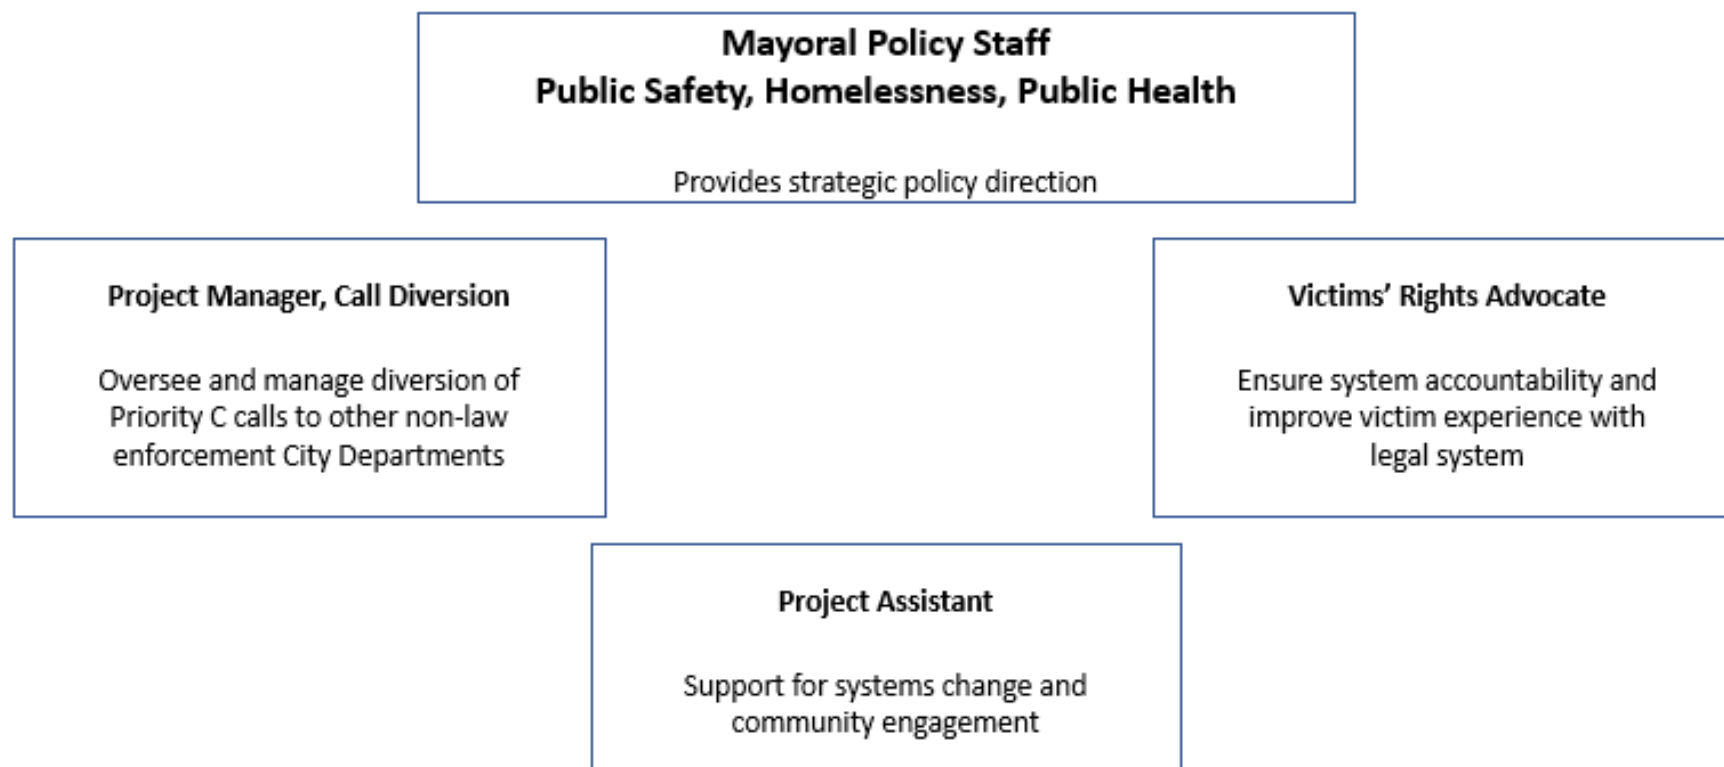 Mayoral Policy Staff
Public Safety, Homelessness, Public Health
Provides strategic policy direction
Project Manager, Call Diversion
Oversee and manage diversion of
Priority C calls to other non-law
enforcement City Departments
Victims’ Rights Advocate
Ensure system accountability and
improve victim experience with
legal system
Project Assistant
Support for systems change and
community engagement